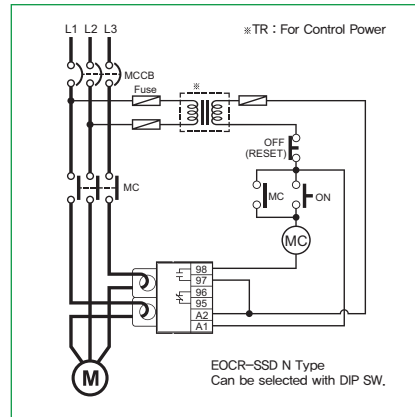 L1 L2 L3
※TR : For Control Power
MCCB
Fuse
※
OFF
(RESET)
MC
MC
ON
MC
98
97
96
95
A2
A1
M
EOCR-SSD N Type
Can be selected with DIP SW.